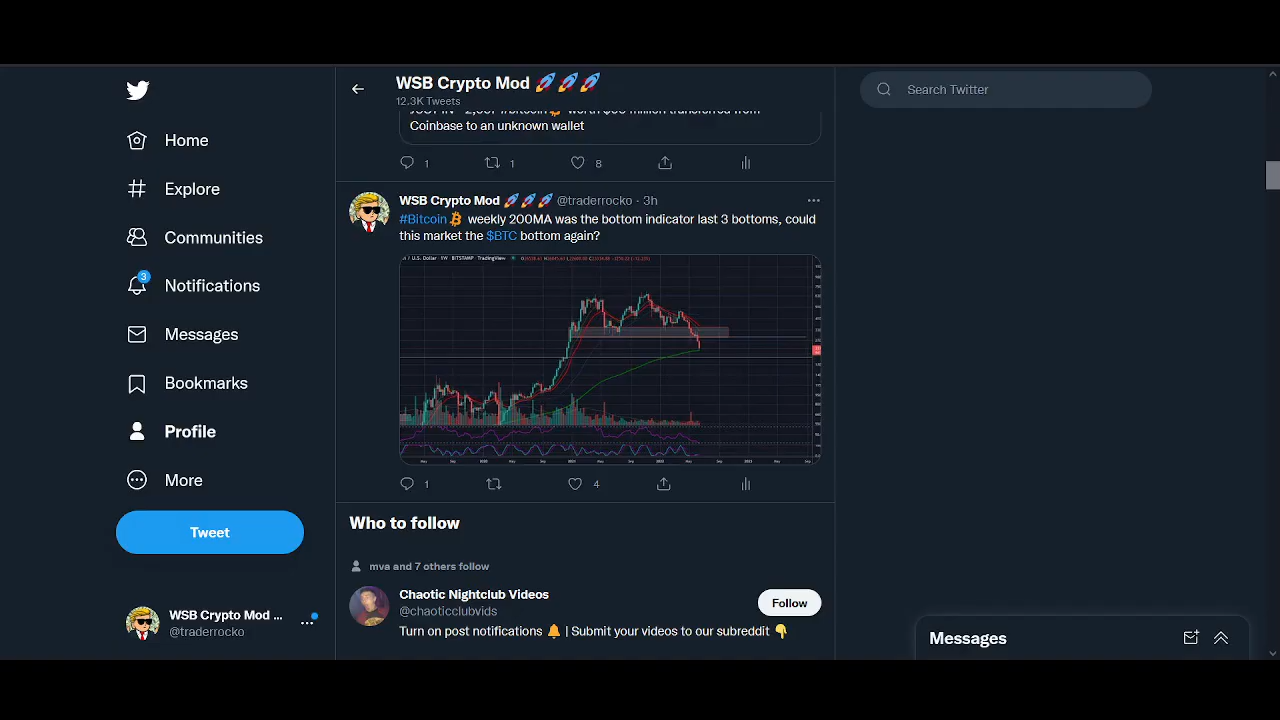 WSB Crypto Mod 🚀🚀🚀
12.3K Tweets
Search Twitter
Coinbase to an unknown wallet
1 1 8
Home
Explore
Communities
3
Notifications
Messages
Bookmarks
Profile
More
Tweet
WSB Crypto Mod ...
@traderrocko
WSB Crypto Mod 🚀🚀🚀 @traderrocko · 3h
#Bitcoin weekly 200MA was the bottom indicator last 3 bottoms, could
this market the $BTC bottom again?
U.S. Dollar · 1W · BITSTAMP · TradingView
1 4
Who to follow
mva and 7 others follow
Chaotic Nightclub Videos
@chaoticclubvids
Follow
Turn on post notifications 🔔 | Submit your videos to our subreddit 👇
Messages